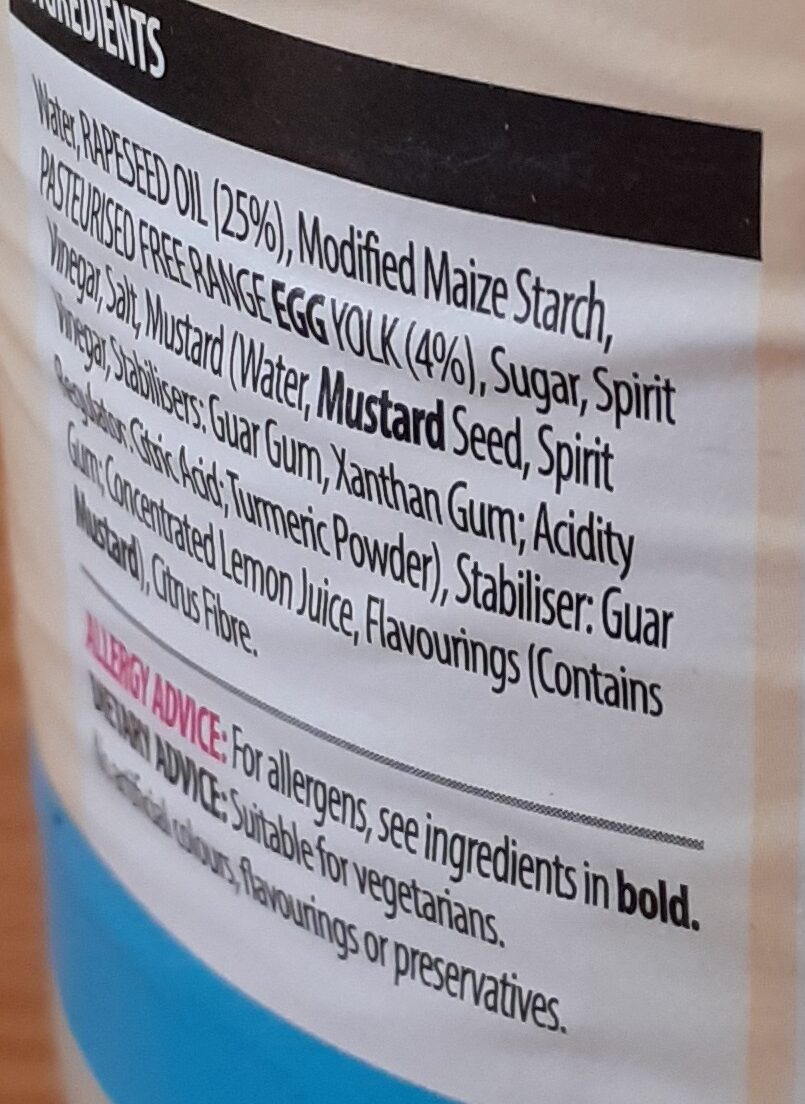 NGREDIENTS
Water, RAPESEED OIL (25%), Modified Maize Starch,
PASTEURISED FREE RANGE EGG YOLK (4%), Sugar, Spirit
Vinegar, Salt, Mustard (Water, Mustard Seed, Spirit
Vinegar, Stabilisers: Guar Gum, Xanthan Gum; Acidity
Regulator: Citric Acid; Turmeric Powder), Stabiliser: Guar
Gum; Concentrated Lemon Juice, Flavourings (Contains
Mustard), Citrus Fibre.
ALLERGY ADVICE: For allergens, see ingredients in bold.
DIETARY ADVICE: Suitable for vegetarians.
No artificial colours, flavourings or preservatives.